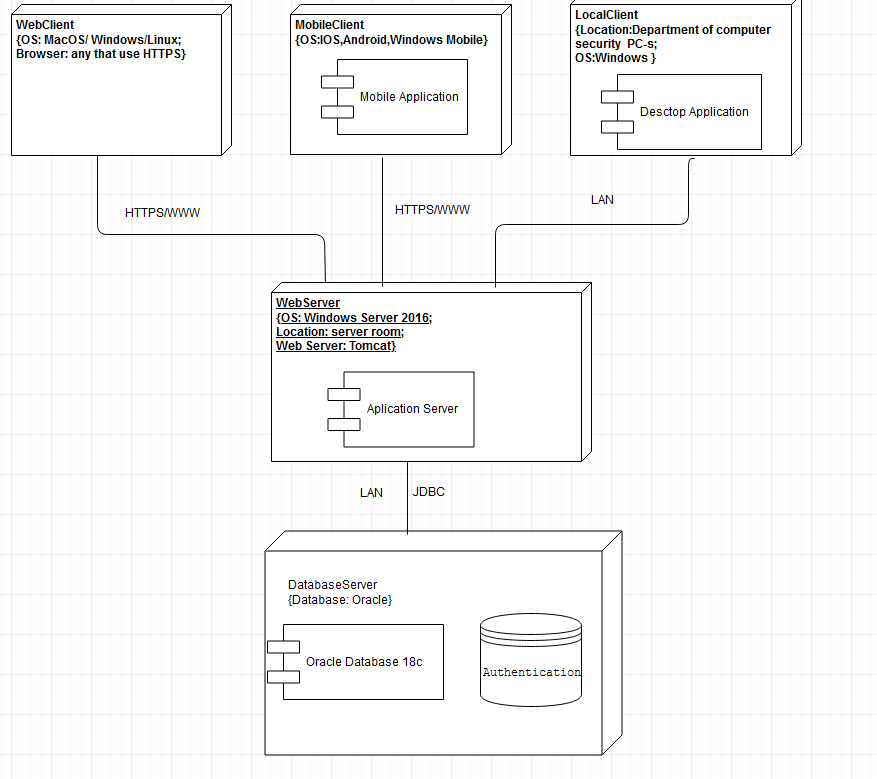 WebClient
{OS: MacOS/ Windows/Linux;
Browser: any that use HTTPS}
MobileClient
{OS:IOS,Android,Windows Mobile}
Mobile Application
LocalClient
{Location:Department of computer
security PC-s;
OS:Windows }
Desctop Application
HTTPS/WWW
HTTPS/WWW
LAN
WebServer
{OS: Windows Server 2016;
Location: server room;
Web Server: Tomcat}
Aplication Server
LAN
JDBC
DatabaseServer
{Database: Oracle}
Oracle Database 18c
Authentication